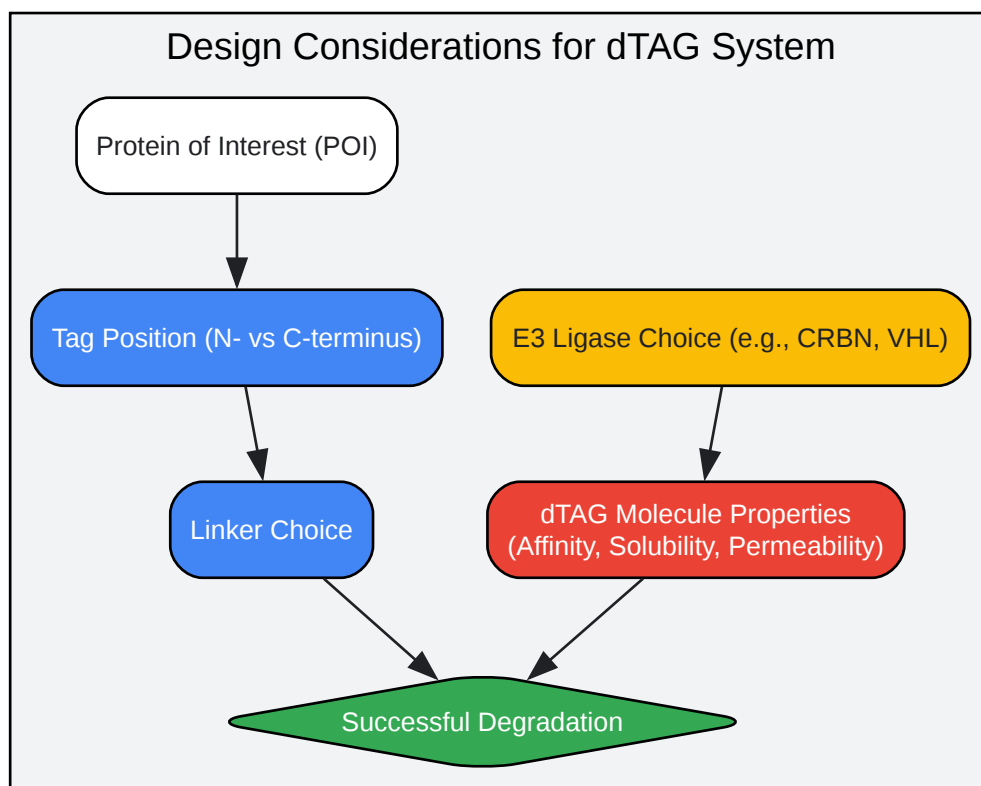 Design Considerations for dTAG System
Protein of Interest (POI)
Tag Position (N- vs C-terminus)
E3 Ligase Choice (e.g., CRBN, VHL)
Linker Choice
dTAG Molecule Properties
(Affinity, Solubility, Permeability)
Successful Degradation